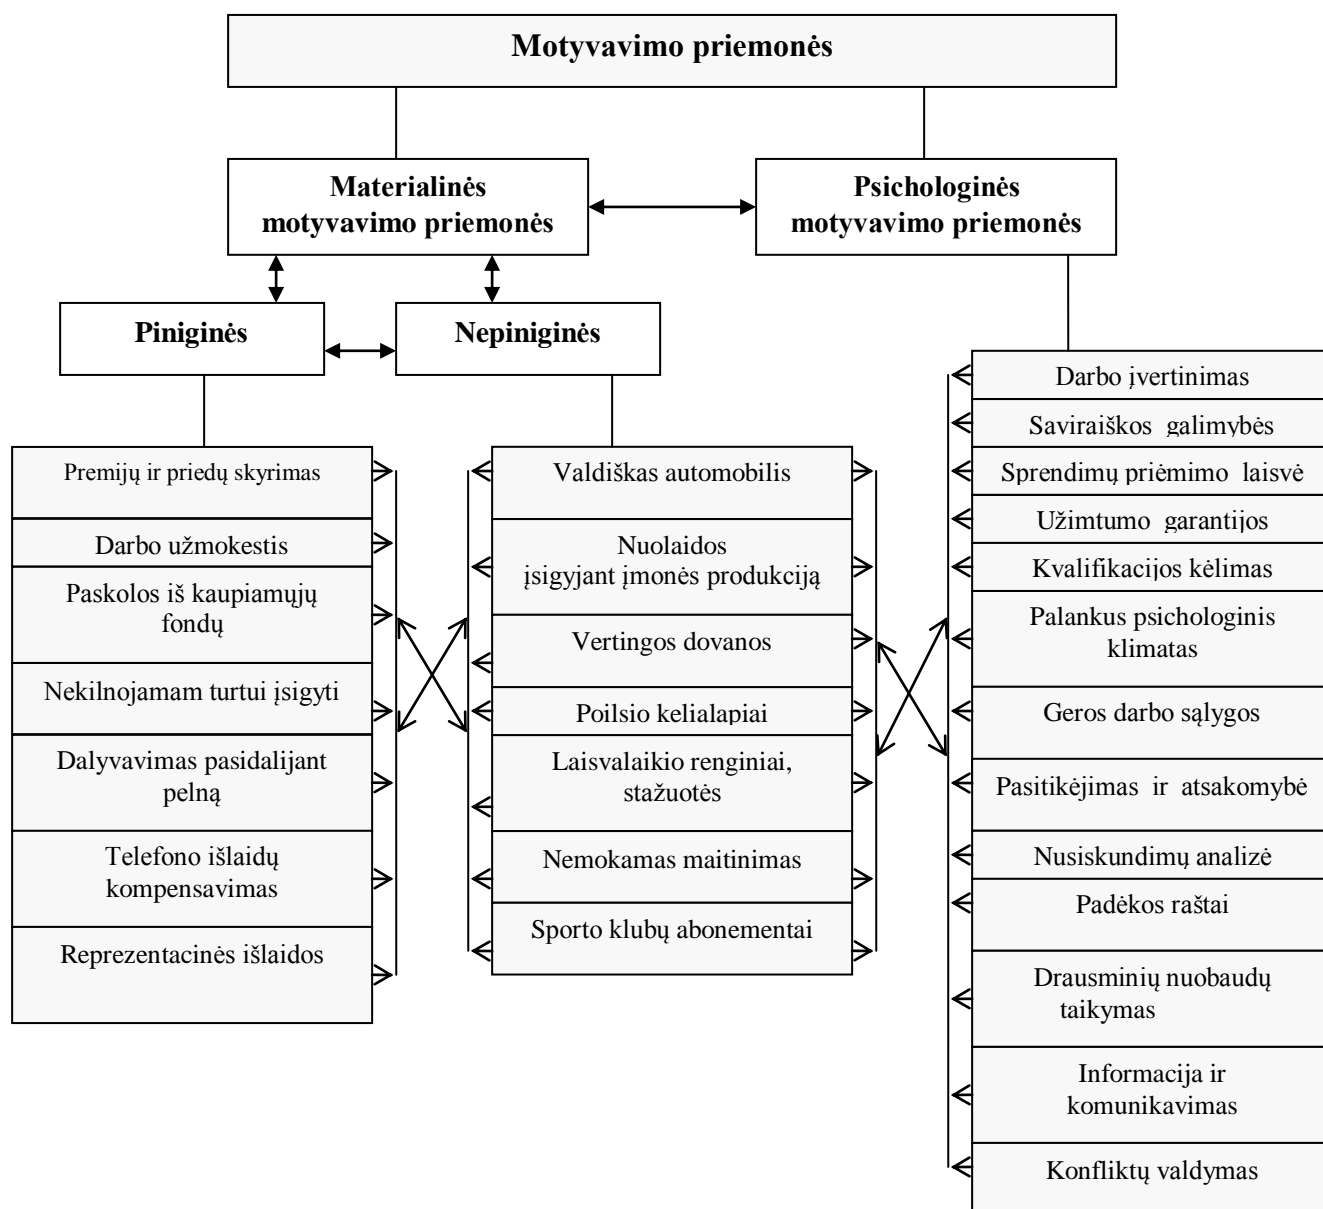 Motyvavimo priemonės
Materialinės
motyvavimo priemonės
Psichologinės
motyvavimo priemonės
Piniginės
Nepiniginės
Premijų ir priedų skyrimas
Darbo užmokestis
Paskolos iš kaupiamųjų
fondų
Nekilnojamam turtui įsigyti
Dalyvavimas pasidalijant
pelną
Telefono išlaidų
kompensavimas
Reprezentacinės išlaidos
Valdiškas automobilis
Nuolaidos
įsigyjant įmonės produkciją
Vertingos dovanos
Poilsio kelialapiai
Laisvalaikio renginiai,
stažuotės
Nemokamas maitinimas
Sporto klubų abonementai
Darbo įvertinimas
Saviraiškos galimybės
Sprendimų priėmimo laisvė
Užimtumo garantijos
Kvalifikacijos kėlimas
Palankus psichologinis
klimatas
Geros darbo sąlygos
Pasitikėjimas ir atsakomybė
Nusiskundimų analizė
Padėkos raštai
Drausminių nuobaudų
taikymas
Informacija ir
komunikavimas
Konfliktų valdymas